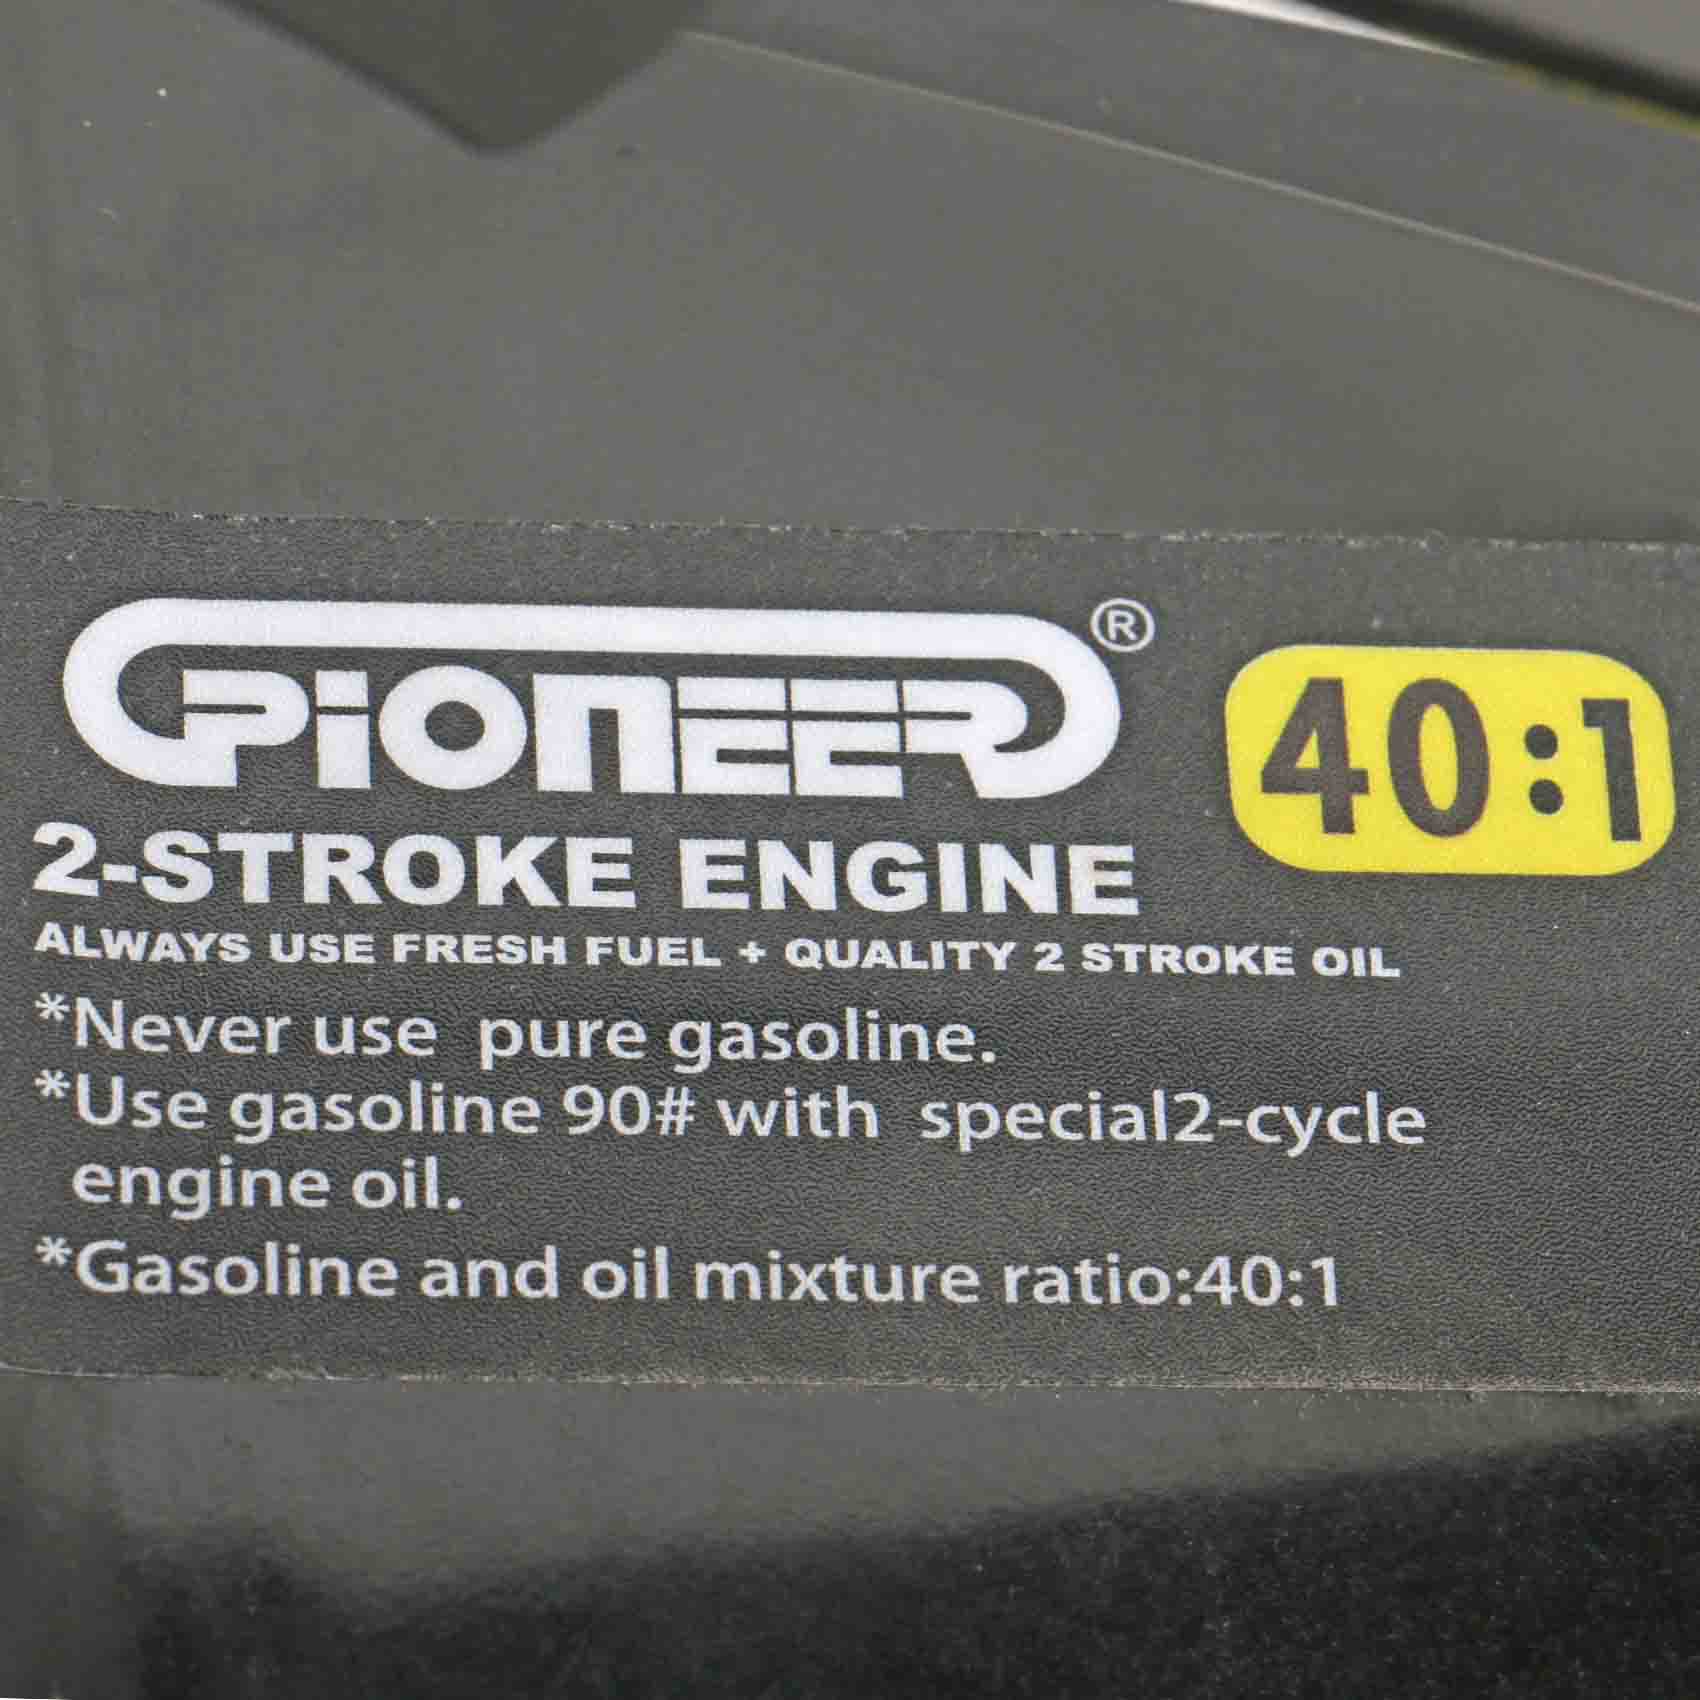 PIONEER®
40:1
2-STROKE ENGINE
ALWAYS USE FRESH FUEL + QUALITY 2 STROKE OIL
*Never use pure gasoline.
*Use gasoline 90# with special2-cycle
engine oil.
*Gasoline and oil mixture ratio:40:1